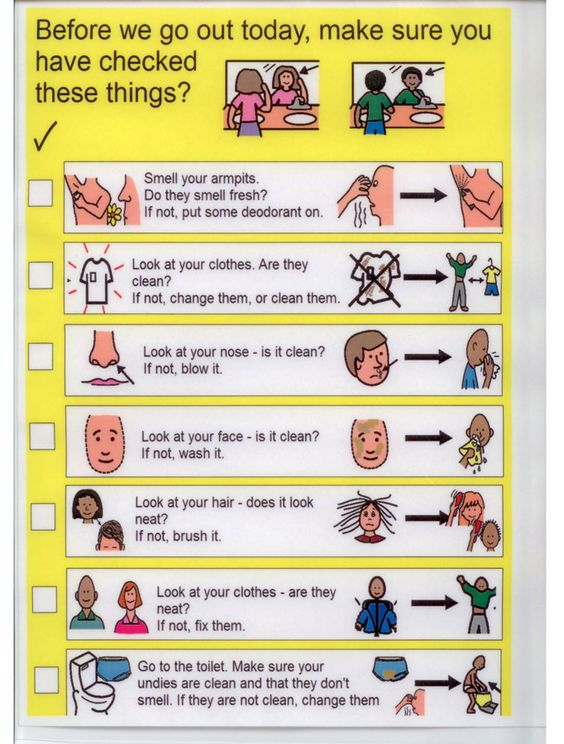 Before we go out today, make sure you
have checked
these things?
Smell your armpits.
Do they smell fresh?
If not, put some deodorant on.
Look at your clothes. Are they
clean?
If not, change them, or clean them.
Look at your nose - is it clean?
If not, blow it.
Look at your face - is it clean?
If not, wash it.
Look at your hair - does it look
neat?
If not, brush it.
Look at your clothes - are they
neat?
If not, fix them.
Go to the toilet. Make sure your
undies are clean and that they don't
smell. If they are not clean, change them